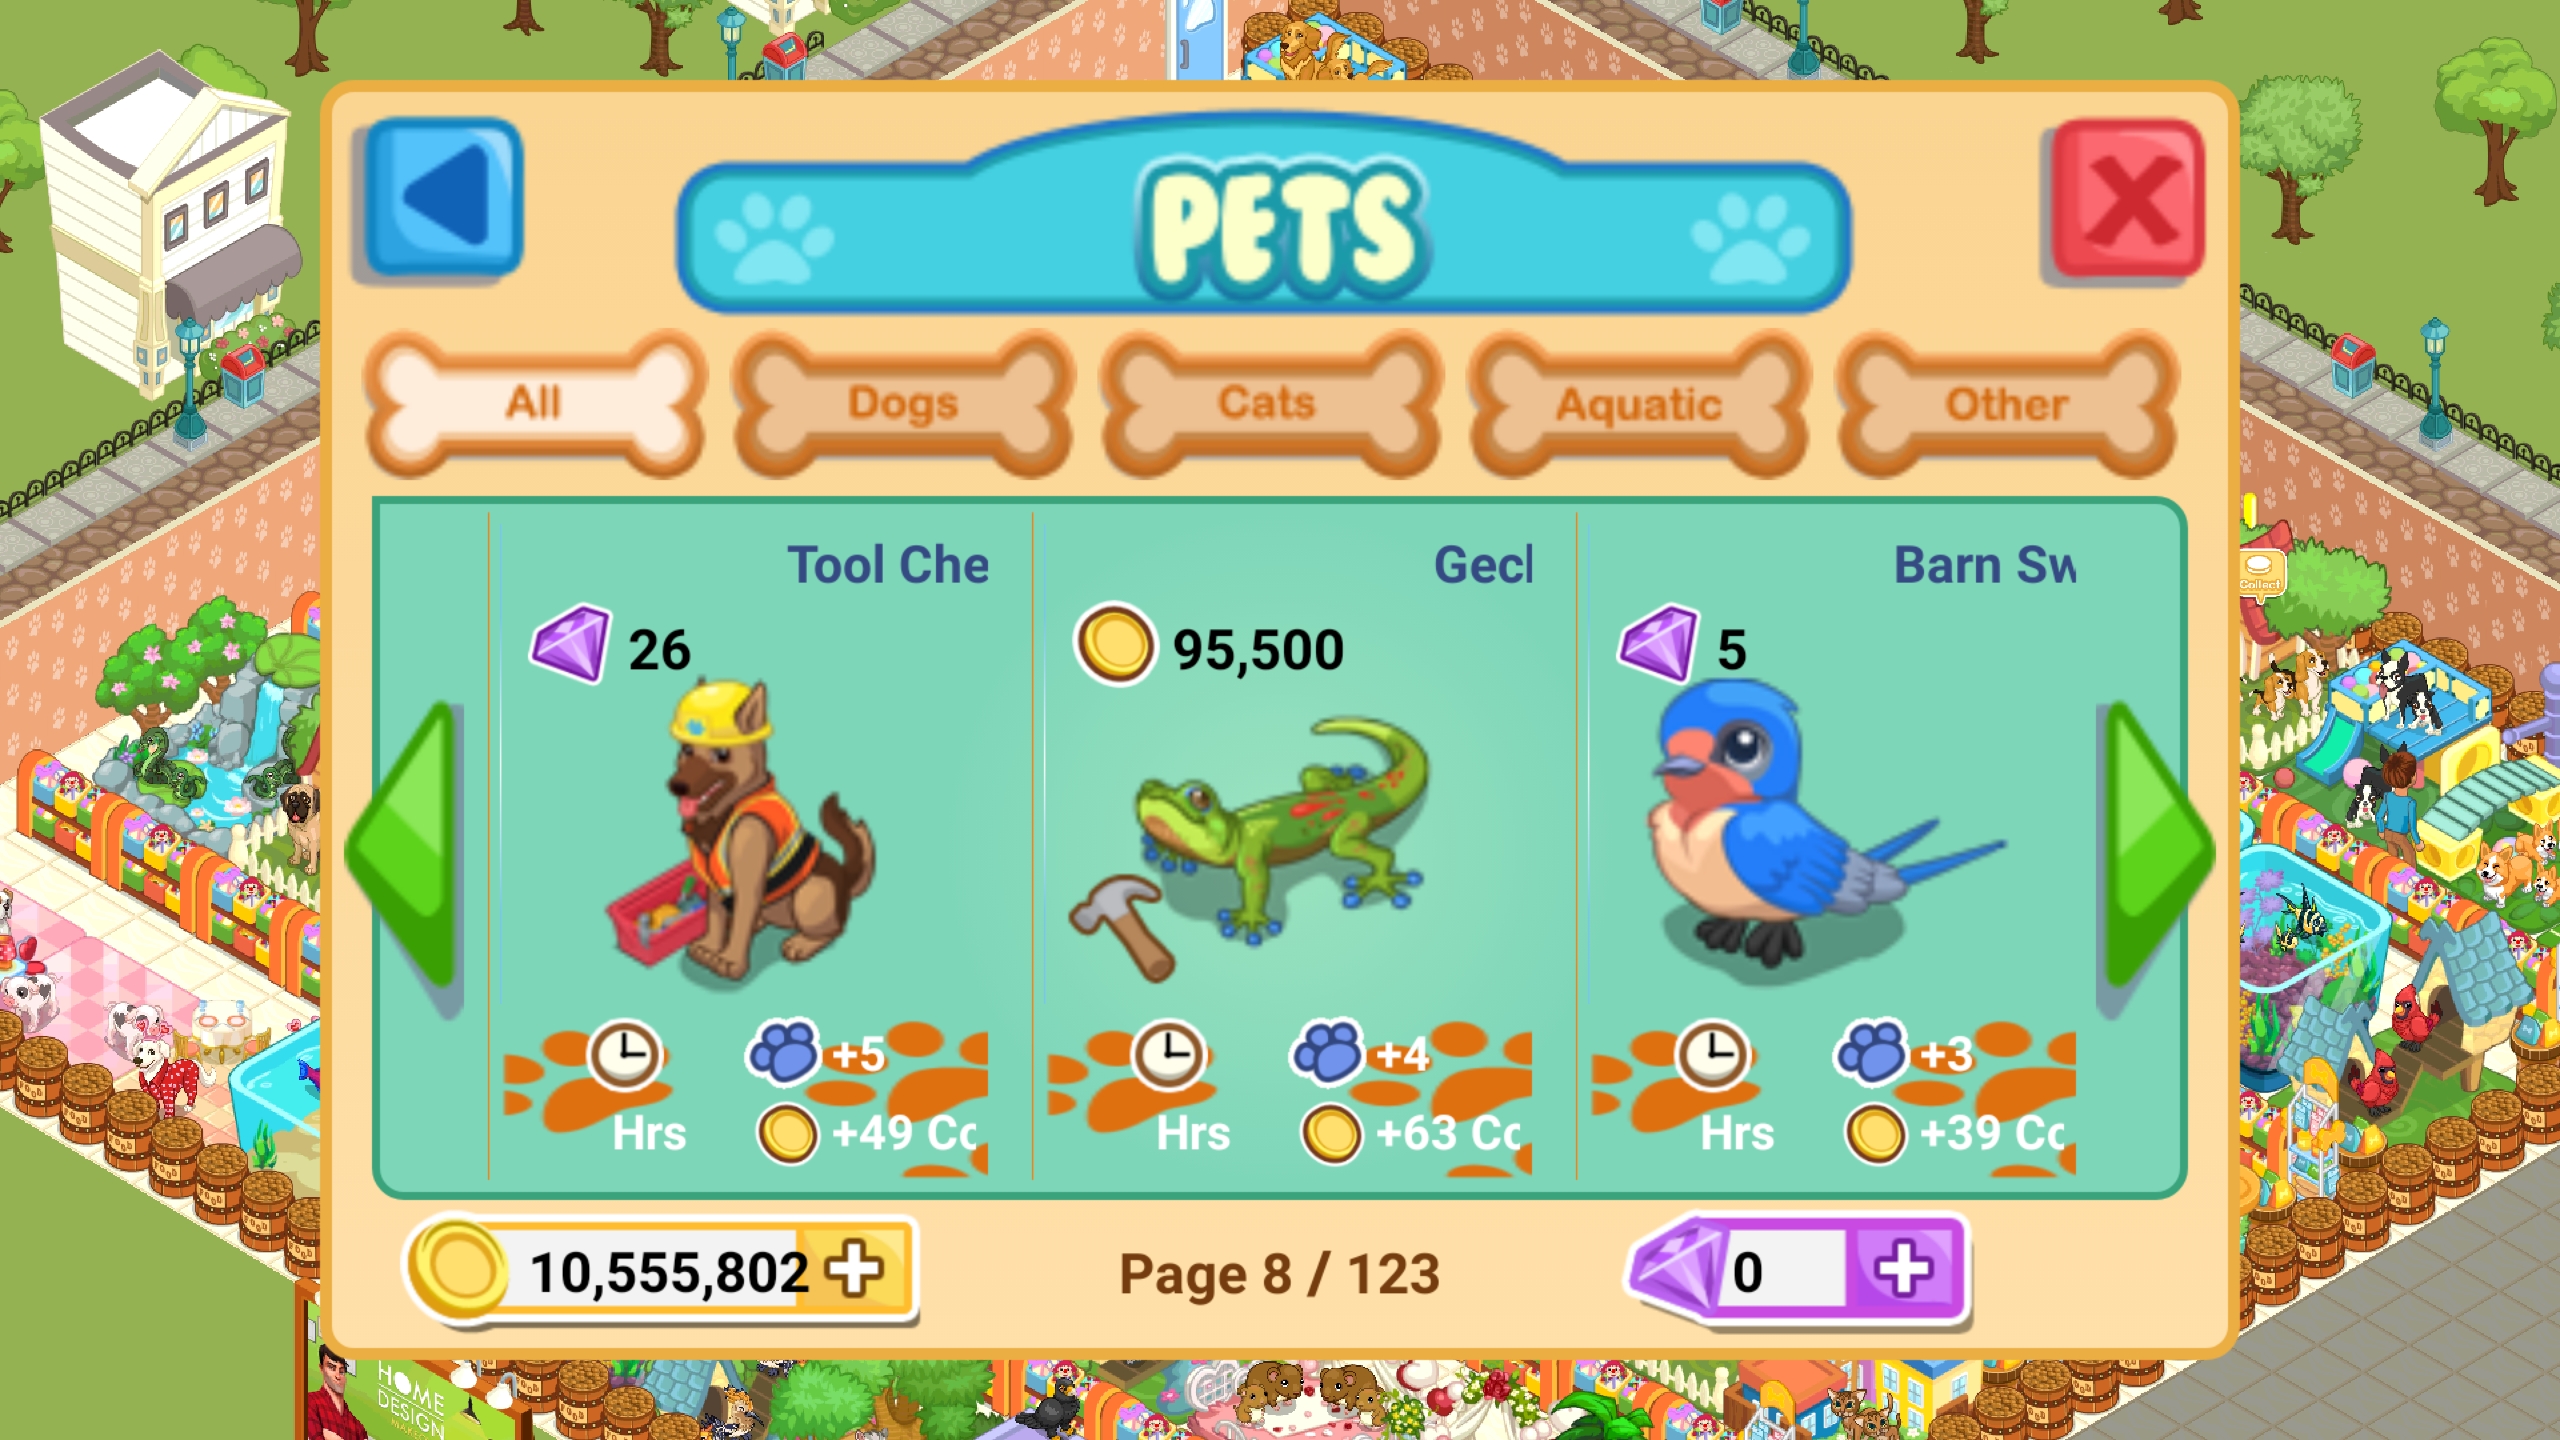 PETS
All
Dogs
Cats
Aquatic
Other
Tool Che
Gecl
Barn Sw
26
95,500
5
+5
+4
+3
Hrs
+49 Cc
Hrs
+63 Cc
Hrs
+39 Cc
10,555,802
Page 8 / 123
0
Collect
HOME
DESIGN